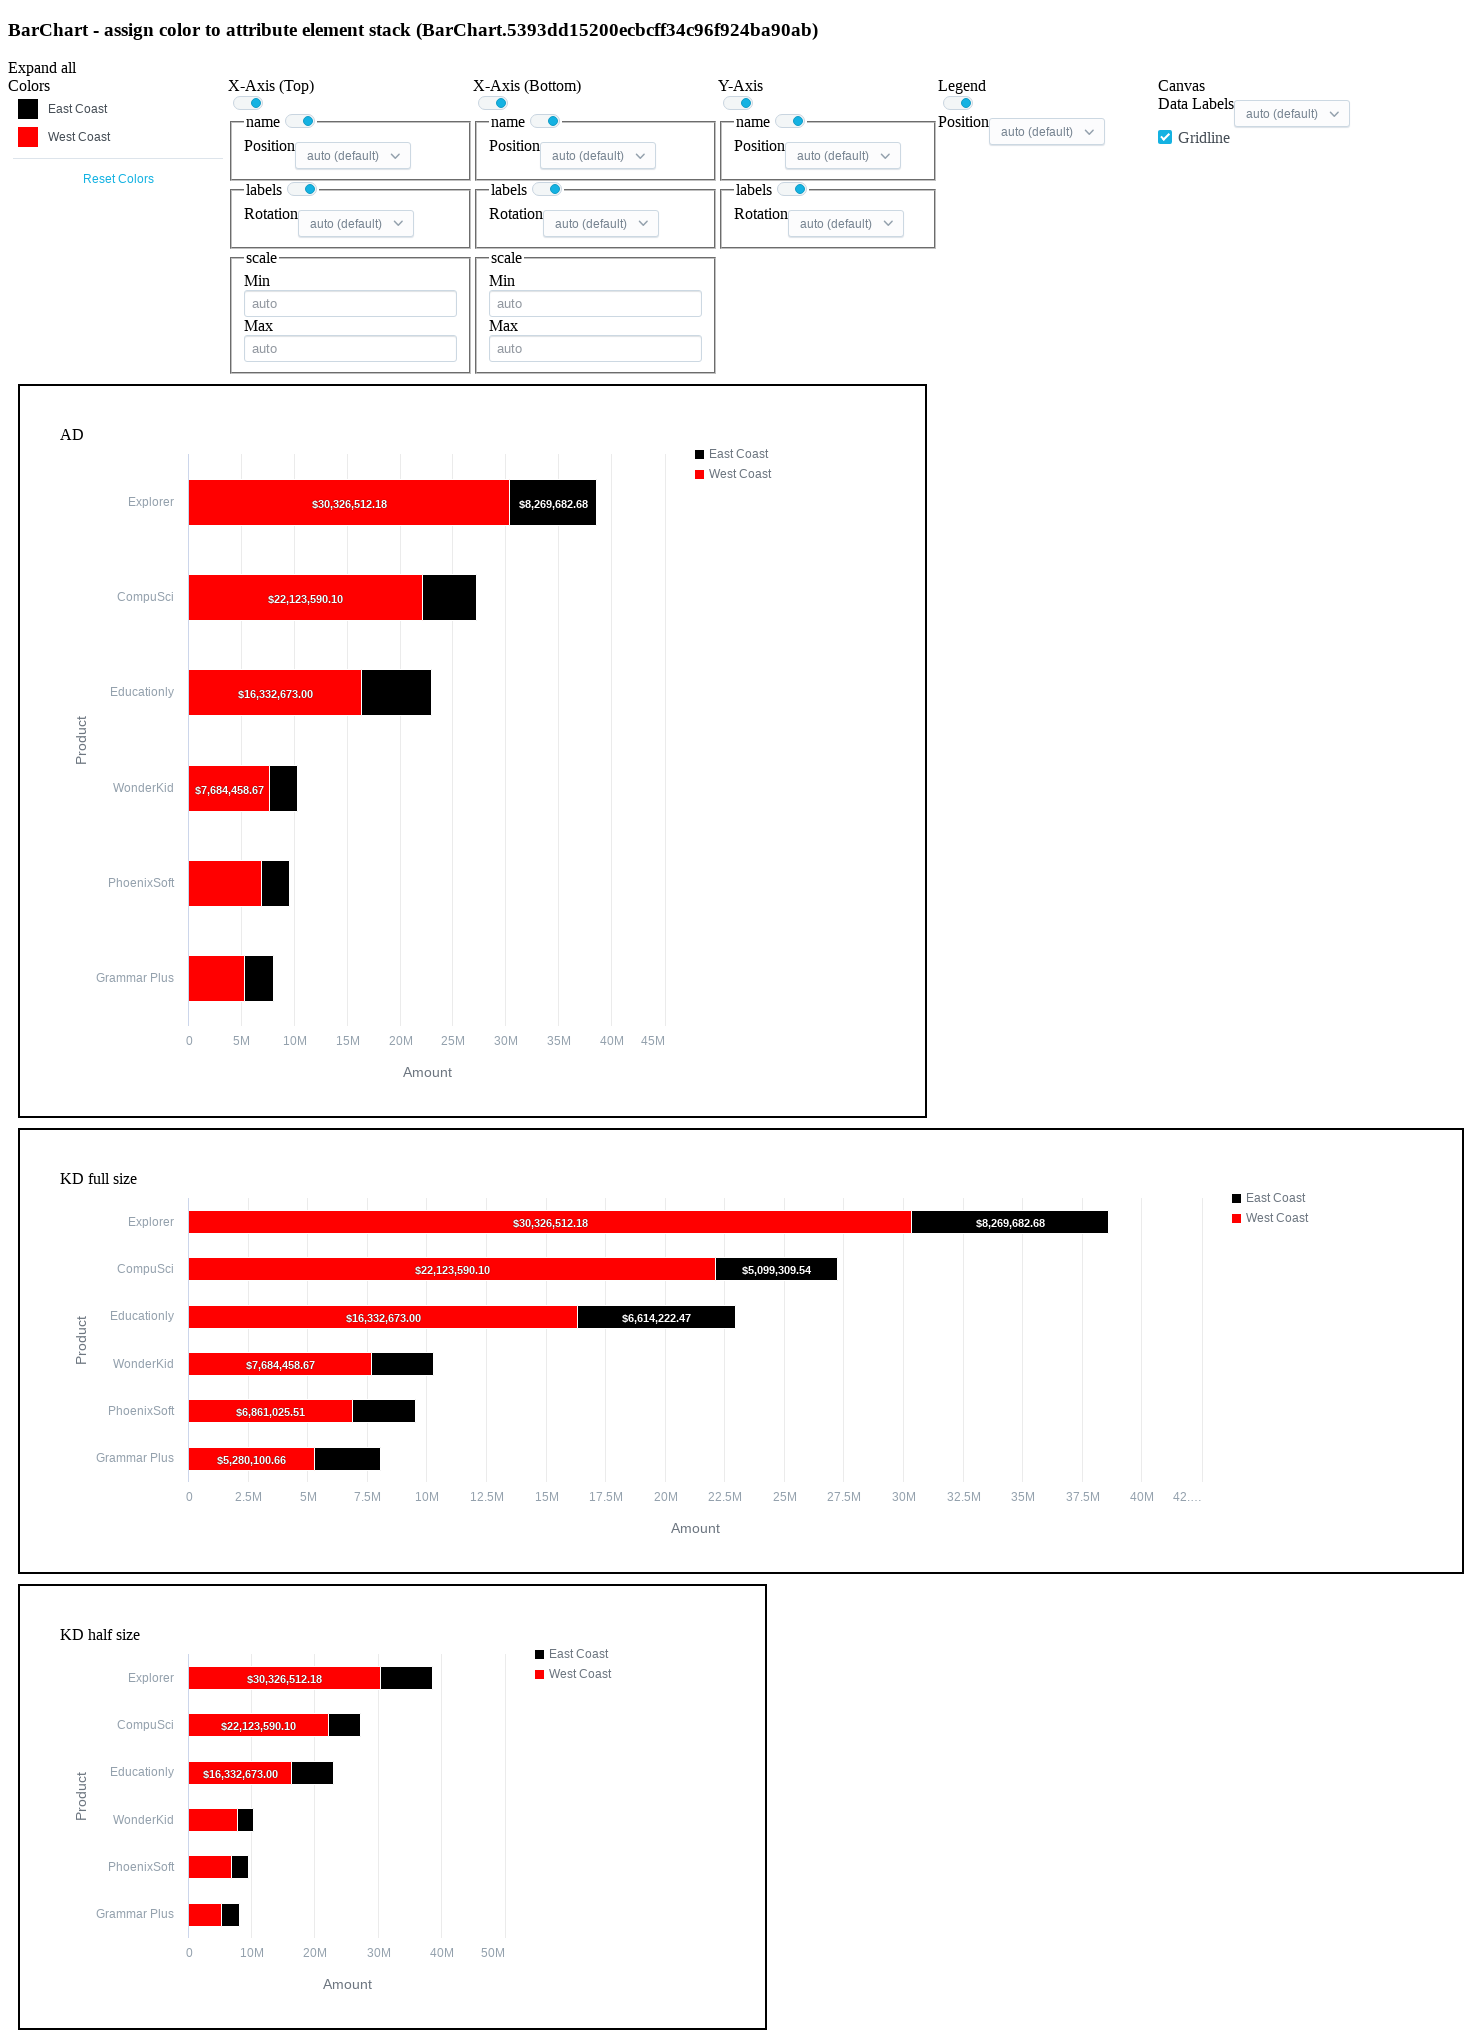 BarChart - assign color to attribute element stack (BarChart.5393dd15200ecbcff34c96f924ba90ab)
Expand all
Colors
East Coast
West Coast
Reset Colors
X-Axis (Top)
name
Position auto (default)
labels
Rotation auto (default)
scale
Min
auto
Max
auto
X-Axis (Bottom)
name
Position auto (default)
labels
Rotation auto (default)
scale
Min
auto
Max
auto
Y-Axis
name
Position auto (default)
labels
Rotation auto (default)
Legend
Position auto (default)
Canvas
Data Labels auto (default)
Gridline
AD
East Coast
West Coast
Explorer $30,326,512.18 $8,269,682.68
CompuSci $22,123,590.10
Educationly $16,332,673.00
WonderKid $7,684,458.67
PhoenixSoft
Grammar Plus
Product
0 5M 10M 15M 20M 25M 30M 35M 40M 45M
Amount
KD full size
East Coast
West Coast
Explorer $30,326,512.18 $8,269,682.68
CompuSci $22,123,590.10 $5,099,309.54
Educationly $16,332,673.00 $6,614,222.47
WonderKid $7,684,458.67
PhoenixSoft $6,861,025.51
Grammar Plus $5,280,100.66
Product
0 2.5M 5M 7.5M 10M 12.5M 15M 17.5M 20M 22.5M 25M 27.5M 30M 32.5M 35M 37.5M 40M 42.…
Amount
KD half size
East Coast
West Coast
Explorer $30,326,512.18
CompuSci $22,123,590.10
Educationly $16,332,673.00
WonderKid
PhoenixSoft
Grammar Plus
Product
0 10M 20M 30M 40M 50M
Amount